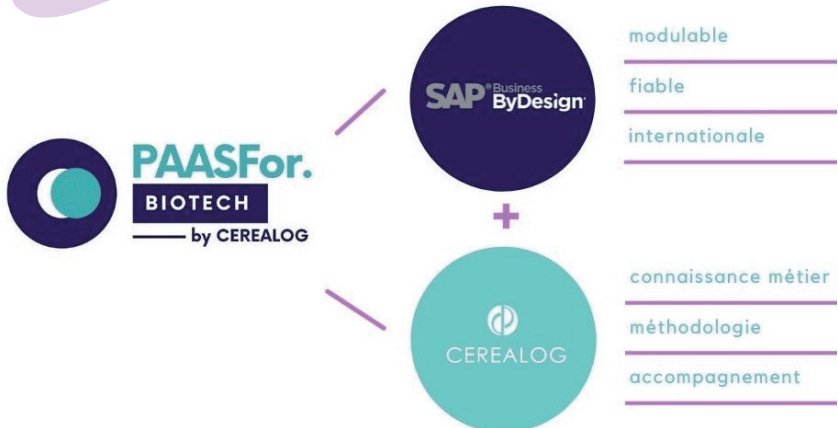 PAASFor.
BIOTECH
by CEREALOG
SAP® Business
ByDesign
modulable
fiable
internationale
+
CEREALOG
connaissance métier
méthodologie
accompagnement